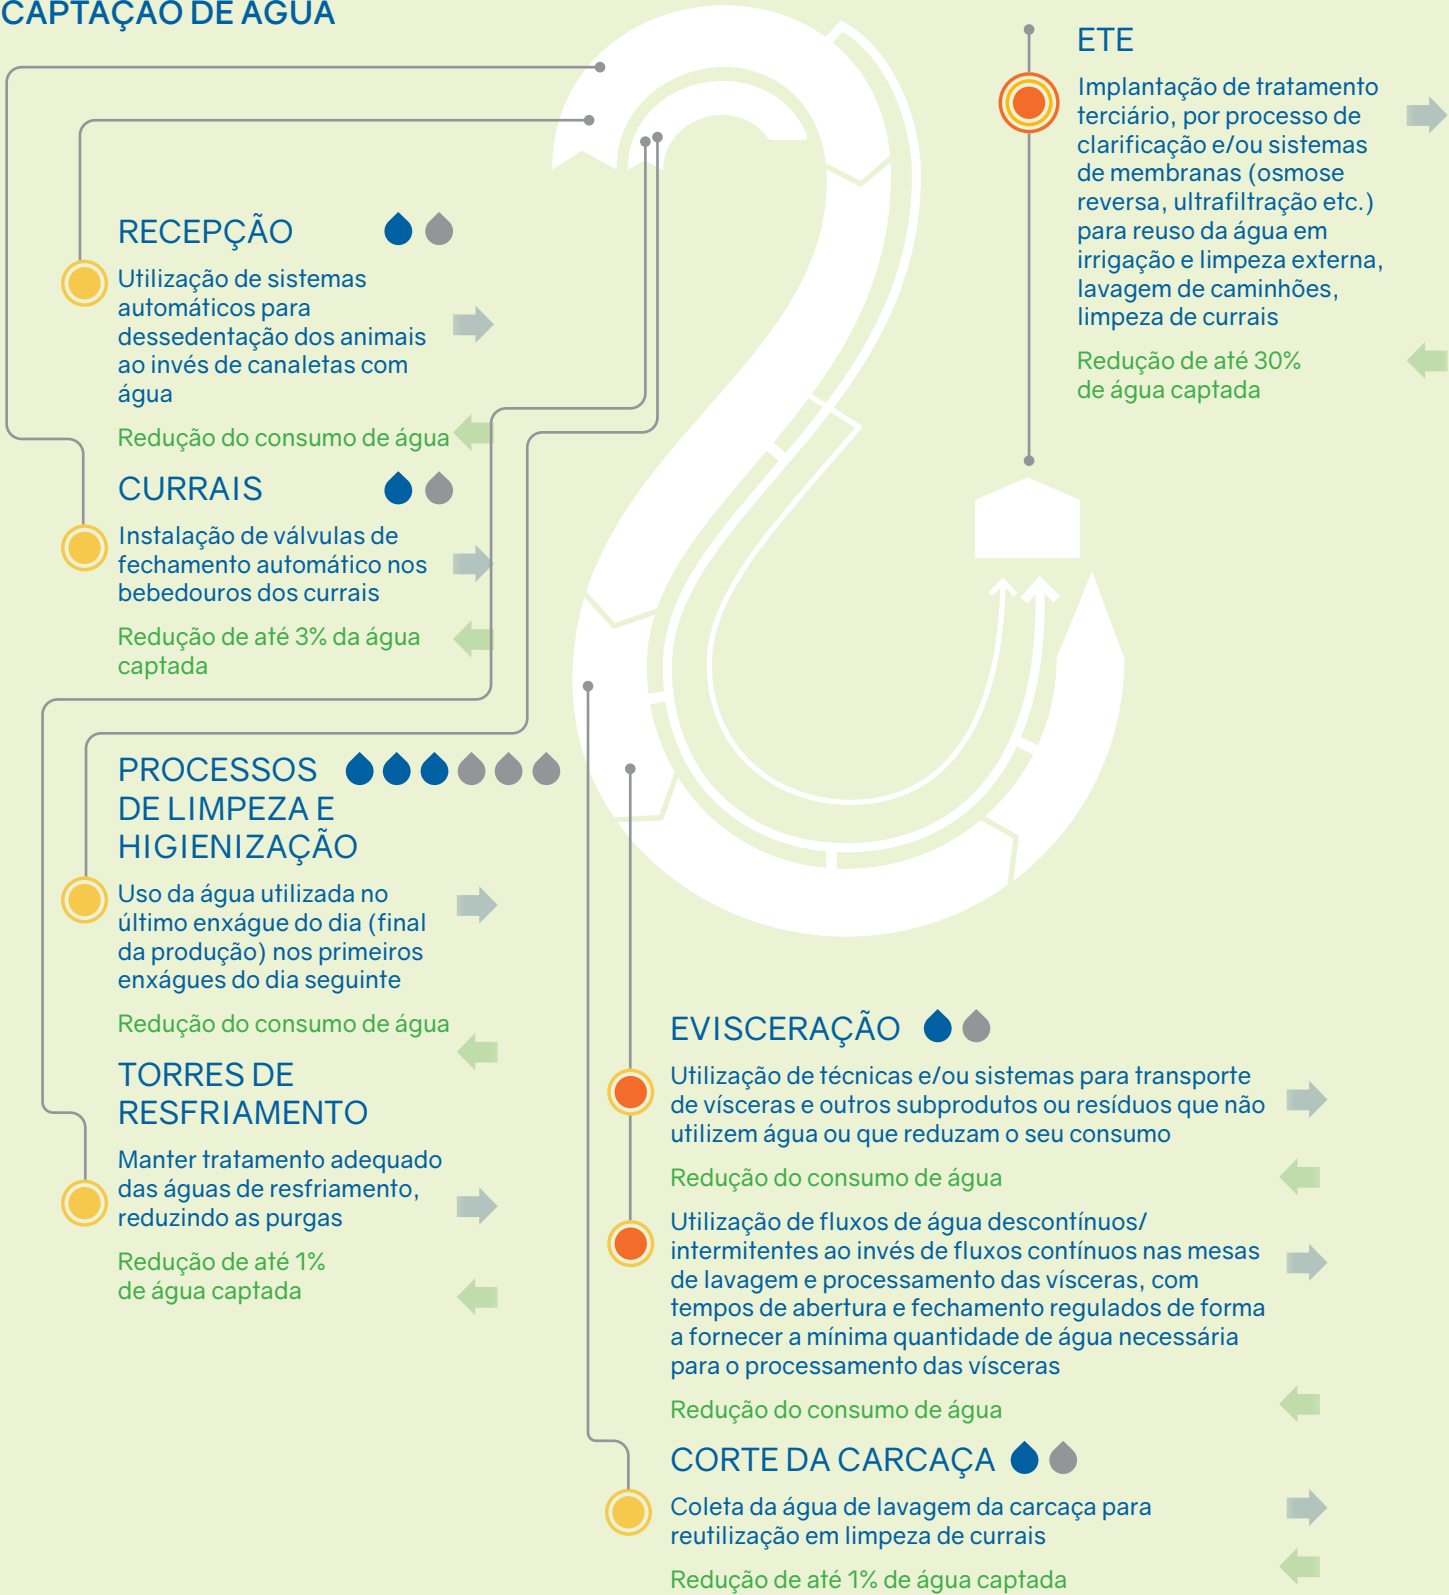 CAPTAÇÃO DE ÁGUA
RECEPÇÃO
Utilização de sistemas
automáticos para
dessedentação dos animais
ao invés de canaletas com
água
Redução do consumo de água
CURRAIS
Instalação de válvulas de
fechamento automático nos
bebedouros dos currais
Redução de até 3% da água
captada
PROCESSOS
DE LIMPEZA E
HIGIENIZAÇÃO
Uso da água utilizada no
último enxágue do dia (final
da produção) nos primeiros
enxágues do dia seguinte
Redução do consumo de água
TORRES DE
RESFRIAMENTO
Manter tratamento adequado
das águas de resfriamento,
reduzindo as purgas
Redução de até 1%
de água captada
ETE
Implantação de tratamento
terciário, por processo de
clarificação e/ou sistemas
de membranas (osmose
reversa, ultrafiltração etc.)
para reuso da água em
irrigação e limpeza externa,
lavagem de caminhões,
limpeza de currais
Redução de até 30%
de água captada
EVISCERAÇÃO
Utilização de técnicas e/ou sistemas para transporte
de vísceras e outros subprodutos ou resíduos que não
utilizem água ou que reduzam o seu consumo
Redução do consumo de água
Utilização de fluxos de água descontínuos/
intermitentes ao invés de fluxos contínuos nas mesas
de lavagem e processamento das vísceras, com
tempos de abertura e fechamento regulados de forma
a fornecer a mínima quantidade de água necessária
para o processamento das vísceras
Redução do consumo de água
CORTE DA CARCAÇA
Coleta da água de lavagem da carcaça para
reutilização em limpeza de currais
Redução de até 1% de água captada